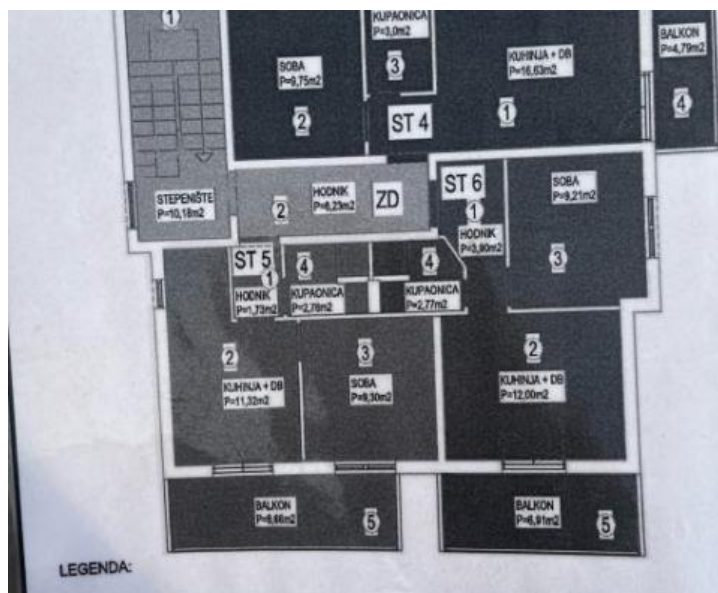 1
KUPAONICA
P=3,0m2
3
SOBA
P=9,75m2
2
KUHINJA + DB
P=16,63m2
1
BALKON
P=4,79m2
4
ST 4
STEPENIŠTE
P=10,18m2
2
HODNIK
P=6,23m2
ZD
ST 6
1
HODNIK
P=3,90m2
SOBA
P=9,21m2
3
ST 5
1
HODNIK
P=1,73m2
4
KUPAONICA
P=2,78m2
4
KUPAONICA
P=2,77m2
2
KUHINJA + DB
P=11,32m2
3
SOBA
P=9,30m2
2
KUHINJA + DB
P=12,00m2
BALKON
P=6,66m2
5
BALKON
P=6,91m2
5
LEGENDA: